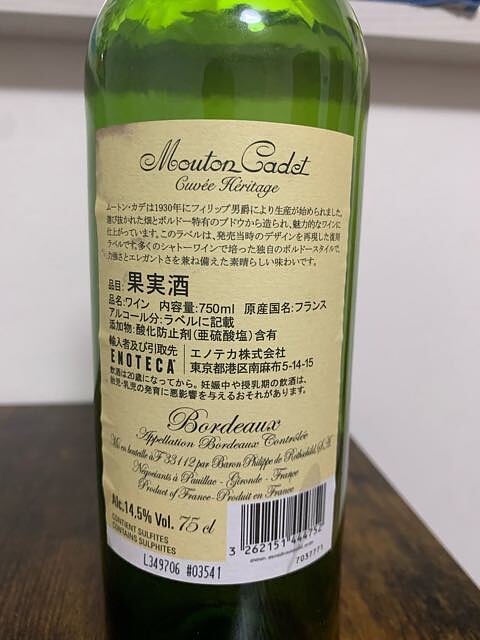 Mouton Cadet
Cuvée Héritage
ムートン・カデは1930年にフィリップ男爵により生産が始められました。
選び抜かれた畑とボルドー特有のブドウから造られ、魅力的なワインに
仕上がっています。このラベルは、発売当時のデザインを再現した復刻
ラベルです。多くのシャトーワインで培った独自のボルドースタイルで、
力強さとエレガントさを兼ね備えた素晴らしい味わいです。
品目: 果実酒
品名:ワイン 内容量:750ml 原産国名:フランス
アルコール分:ラベルに記載
添加物:酸化防止剤(亜硫酸塩)含有
輸入者及び引取先 エノテカ株式会社
ENOTECA 東京都港区南麻布5-14-15
飲酒は20歳になってから。妊娠中や授乳期の飲酒は、
胎児・乳児の発育に悪影響を与えるおそれがあります。
Bordeaux
Appellation Bordeaux Contrôlée
Mis en bouteille à F 33112 par Baron Philippe de Rothschild S.A.
Négociants à Pauillac - Gironde - France
Product of France - Produit en France
Alc. 14,5% Vol. 75 cl
CONTIENT SULFITES
CONTAINS SULPHITES
3 262151 444752
7037771
L349706 #03541